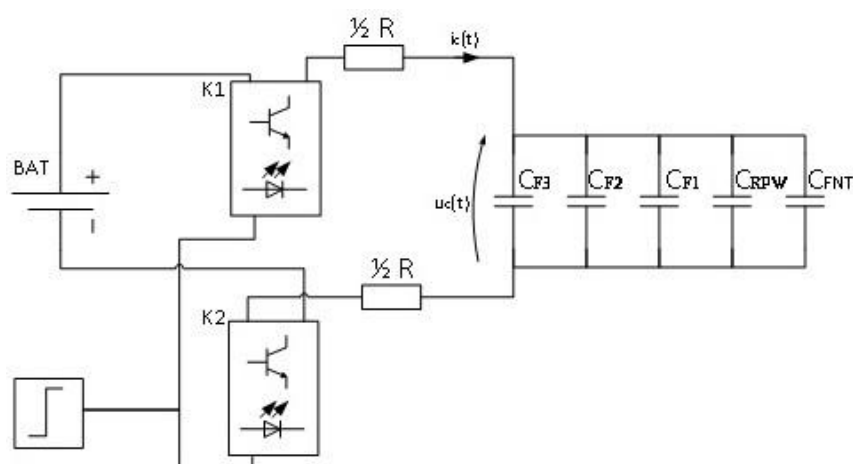 ½ R
ic(t)
K1
BAT
+
uc(t)
CF3
CF2
CF1
CRPW
CFNT
½ R
K2